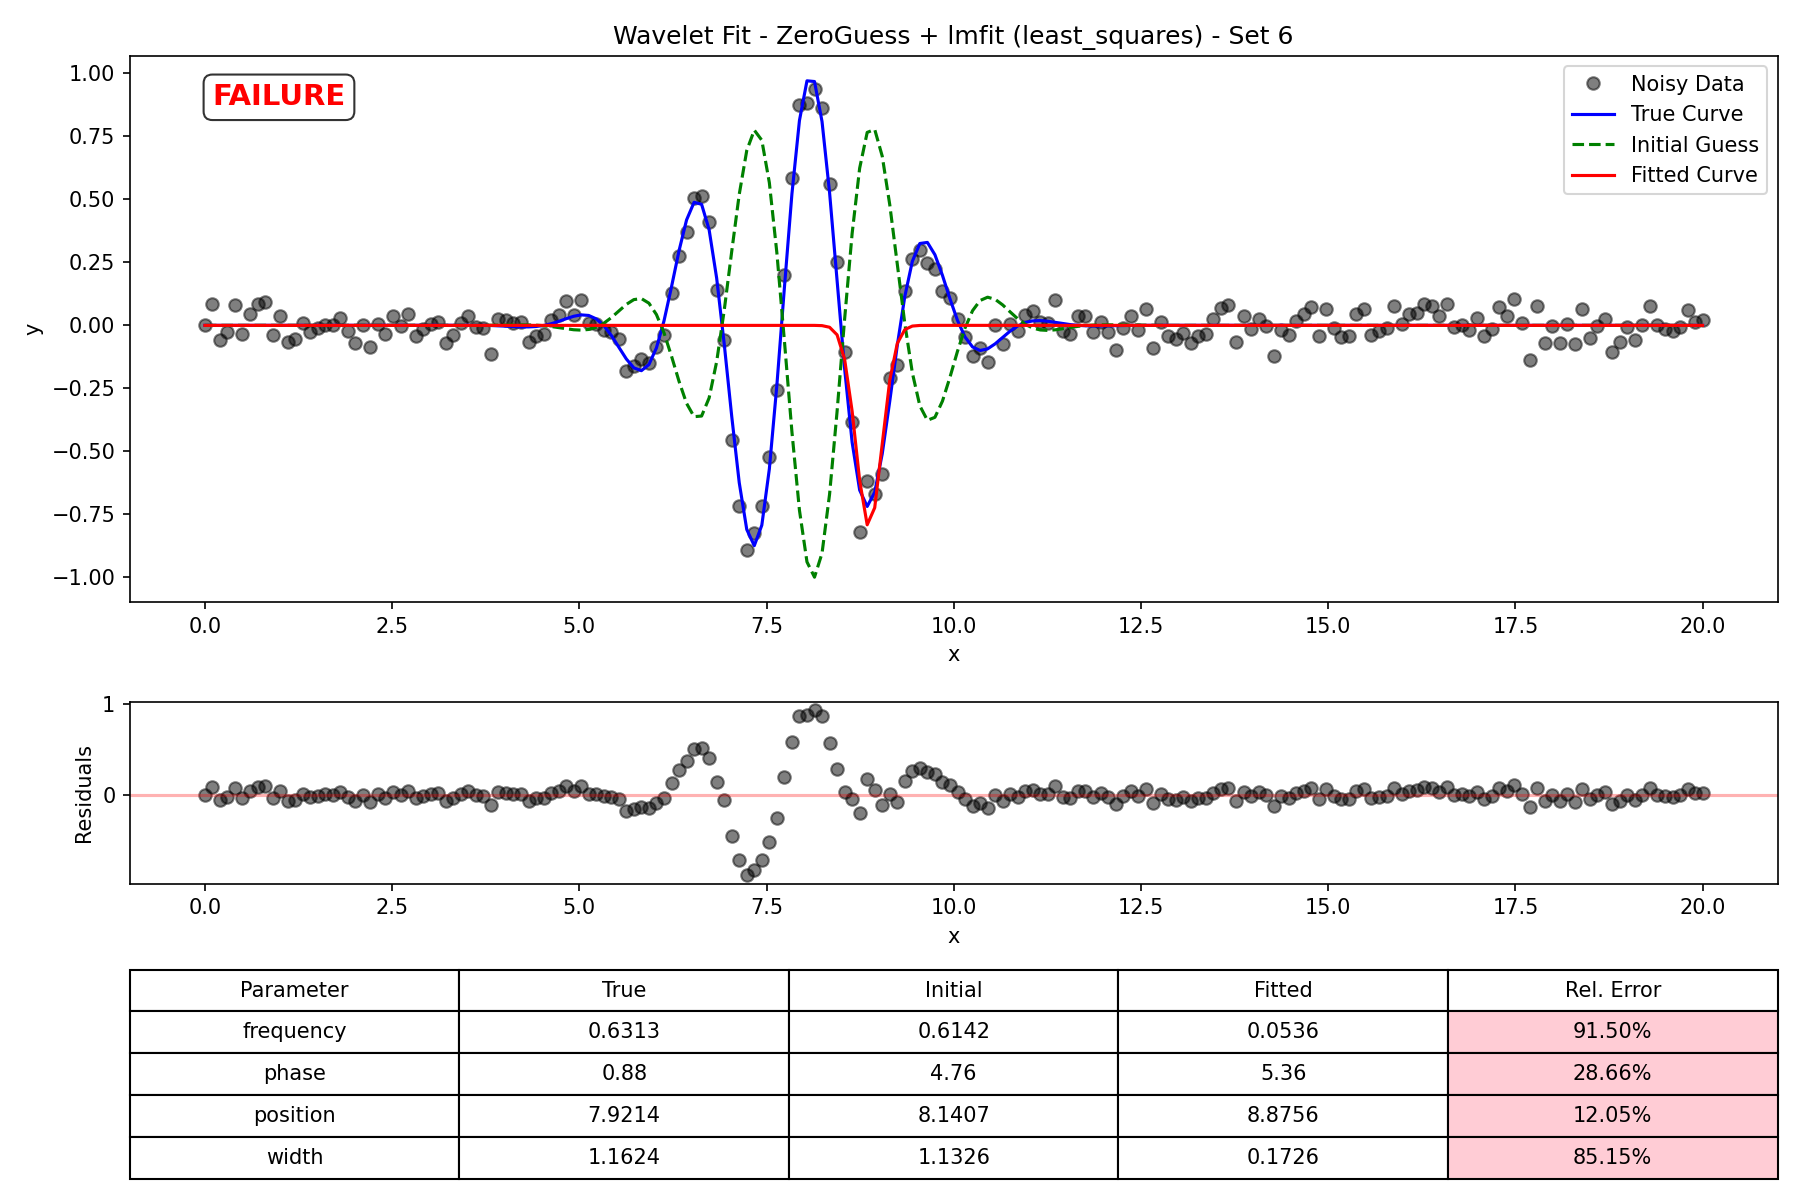 Wavelet Fit - ZeroGuess + lmfit (least_squares) - Set 6
FAILURE
Noisy Data
True Curve
Initial Guess
Fitted Curve
1.00
0.75
0.50
0.25
0.00
−0.25
−0.50
−0.75
−1.00
y
0.0 2.5 5.0 7.5 10.0 12.5 15.0 17.5 20.0
x
1
0
Residuals
0.0 2.5 5.0 7.5 10.0 12.5 15.0 17.5 20.0
x
Parameter True Initial Fitted Rel. Error
frequency 0.6313 0.6142 0.0536 91.50%
phase 0.88 4.76 5.36 28.66%
position 7.9214 8.1407 8.8756 12.05%
width 1.1624 1.1326 0.1726 85.15%